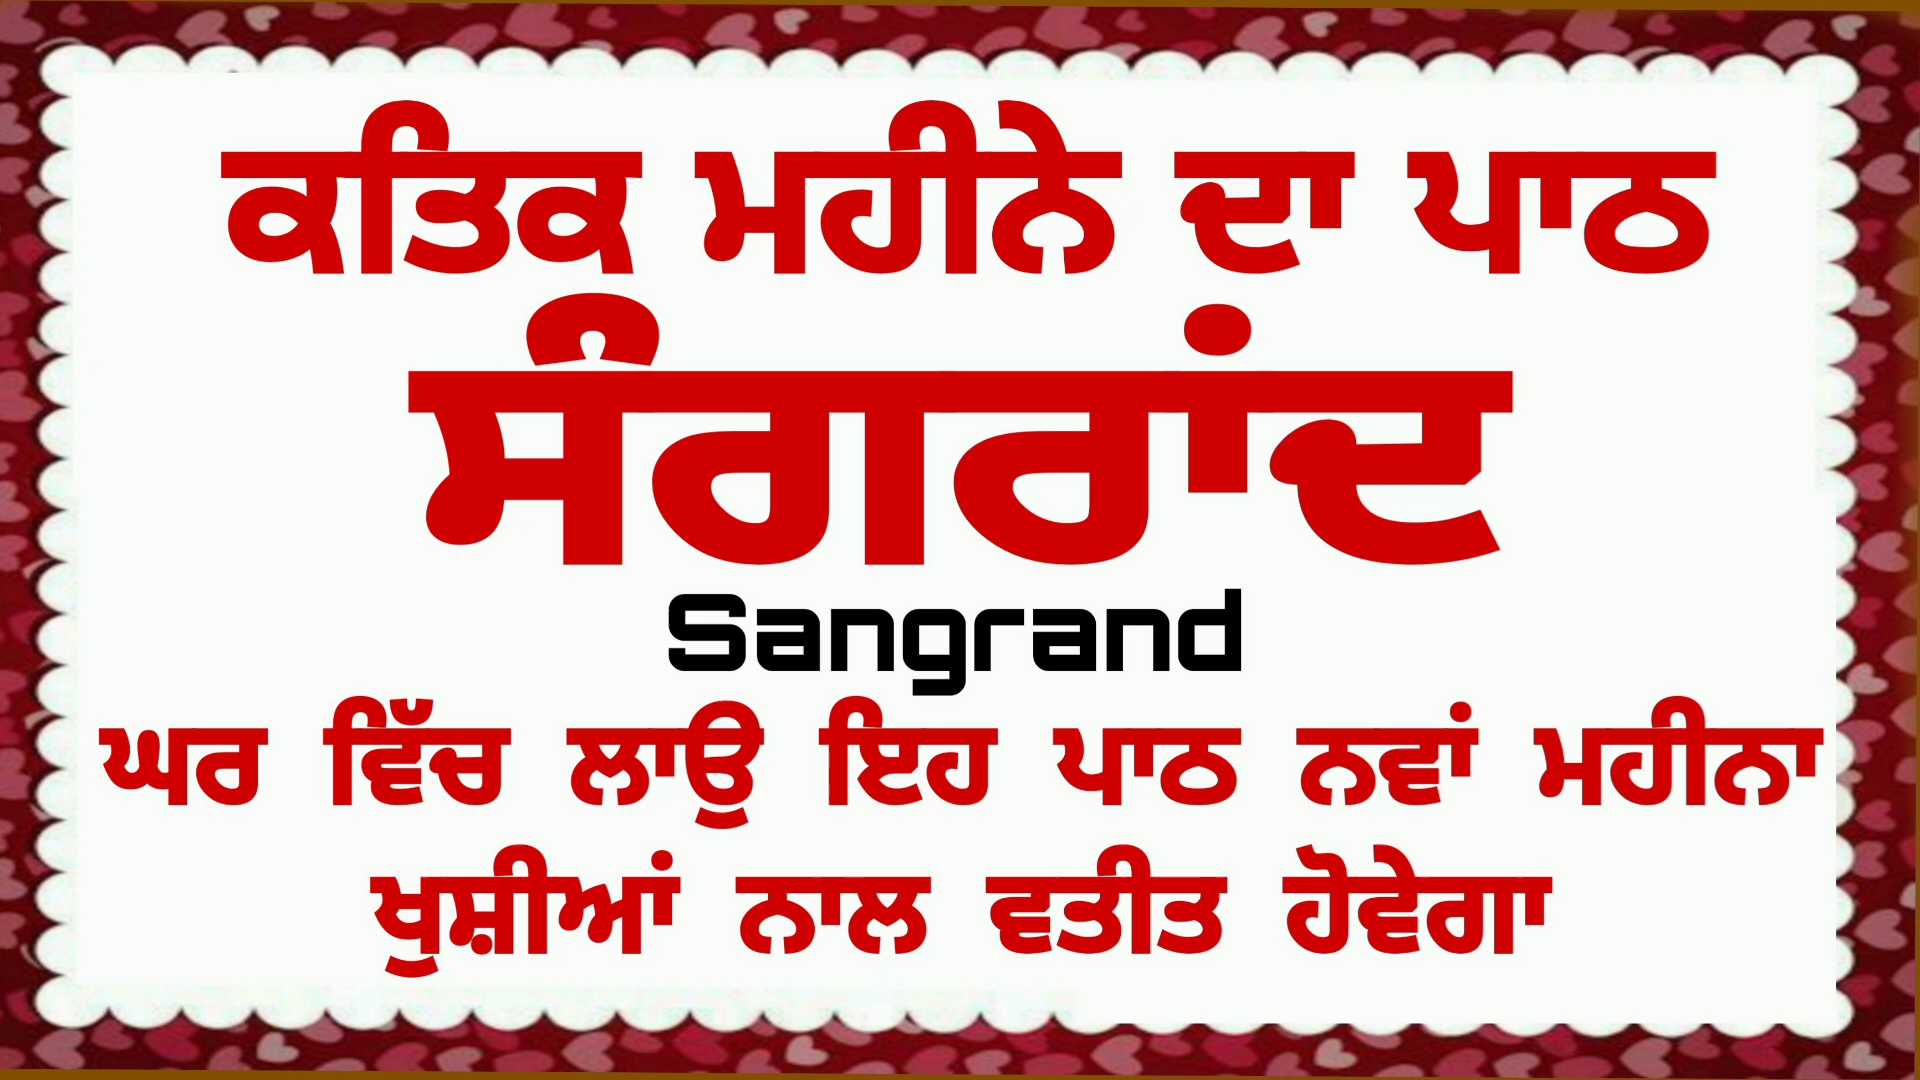 ਕਤਿਕ ਮਹੀਨੇ ਦਾ ਪਾਠ
ਸੰਗਰਾਂਦ
Sangrand
ਘਰ ਵਿੱਚ ਲਾਉ ਇਹ ਪਾਠ ਨਵਾਂ ਮਹੀਨਾ
ਖੁਸ਼ੀਆਂ ਨਾਲ ਵਤੀਤ ਹੋਵੇਗਾ